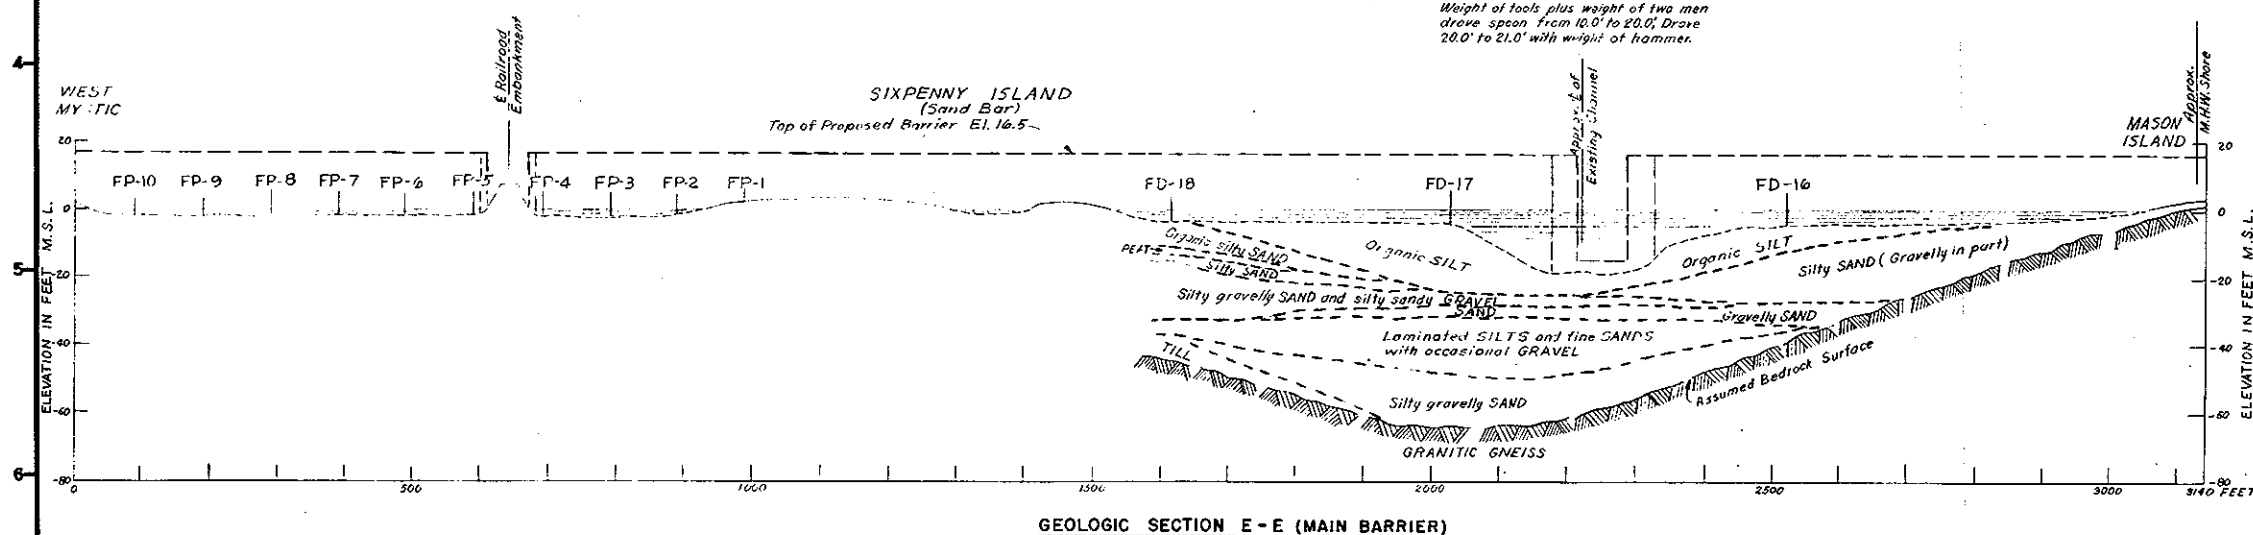 Weight of tools plus weight of two men
drove spoon from 10.0' to 20.0'. Drove
20.0' to 21.0' with weight of hammer.
4
5
6
WEST
MYSTIC
℄ Railroad
Embankment
SIXPENNY ISLAND
(Sand Bar)
Top of Proposed Barrier El. 16.5
Approx. ℄ of
Existing Channel
Approx.
M.H.W. Shore
MASON
ISLAND
FP-10 FP-9 FP-8 FP-7 FP-6 FP-5 FP-4 FP-3 FP-2 FP-1 FD-18 FD-17 FD-16
ELEVATION IN FEET M.S.L.
20
0
-20
-40
-60
-80
Organic silty SAND
PEAT
Silty SAND
Organic SILT
Organic SILT
Silty SAND (Gravelly in part)
Silty gravelly SAND and silty sandy GRAVEL
SAND
Gravelly SAND
Laminated SILTS and fine SANDS
with occasional GRAVEL
TILL
Silty gravelly SAND
(Assumed Bedrock Surface
GRANITIC GNEISS
20
0
-20
-40
-60
-80
ELEVATION IN FEET M.S.L.
0 500 1000 1500 2000 2500 3000 3140 FEET
GEOLOGIC SECTION E-E (MAIN BARRIER)